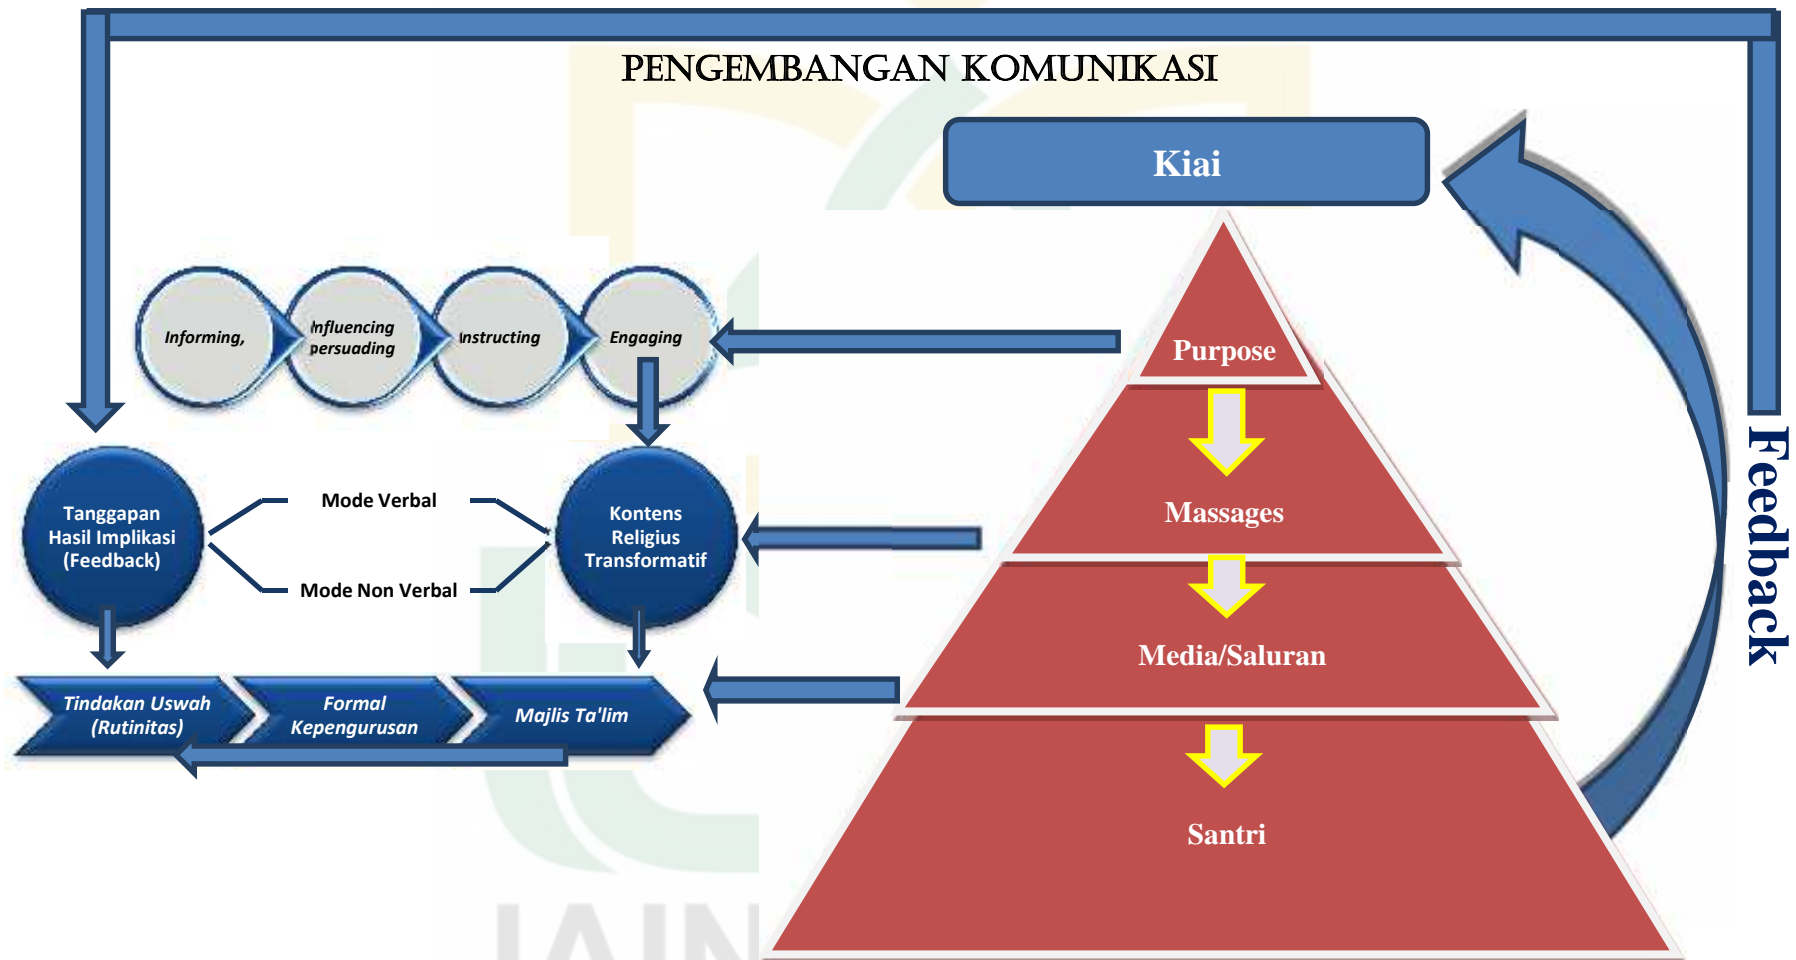 PENGEMBANGAN KOMUNIKASI
Kiai
Informing,
Influencing
persuading
Instructing
Engaging
Purpose
Massages
Media/Saluran
Santri
Feedback
Tanggapan
Hasil Implikasi
(Feedback)
Mode Verbal
Mode Non Verbal
Kontens
Religius
Transformatif
Tindakan Uswah
(Rutinitas)
Formal
Kepengurusan
Majlis Ta'lim
IAIN